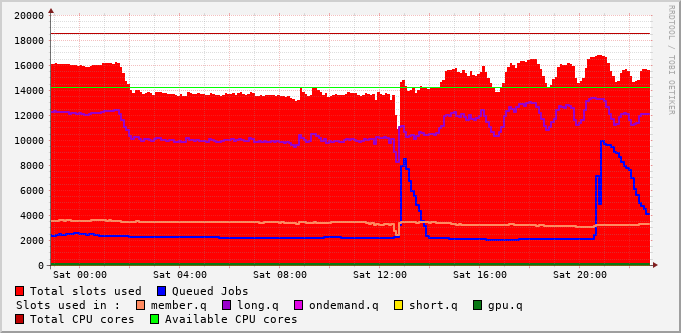 20000
18000
16000
14000
12000
10000
8000
6000
4000
2000
0
Sat 00:00 Sat 04:00 Sat 08:00 Sat 12:00 Sat 16:00 Sat 20:00
Total slots used Queued Jobs
Slots used in : member.q long.q ondemand.q short.q gpu.q
Total CPU cores Available CPU cores
RRDTOOL / TOBI OETIKER